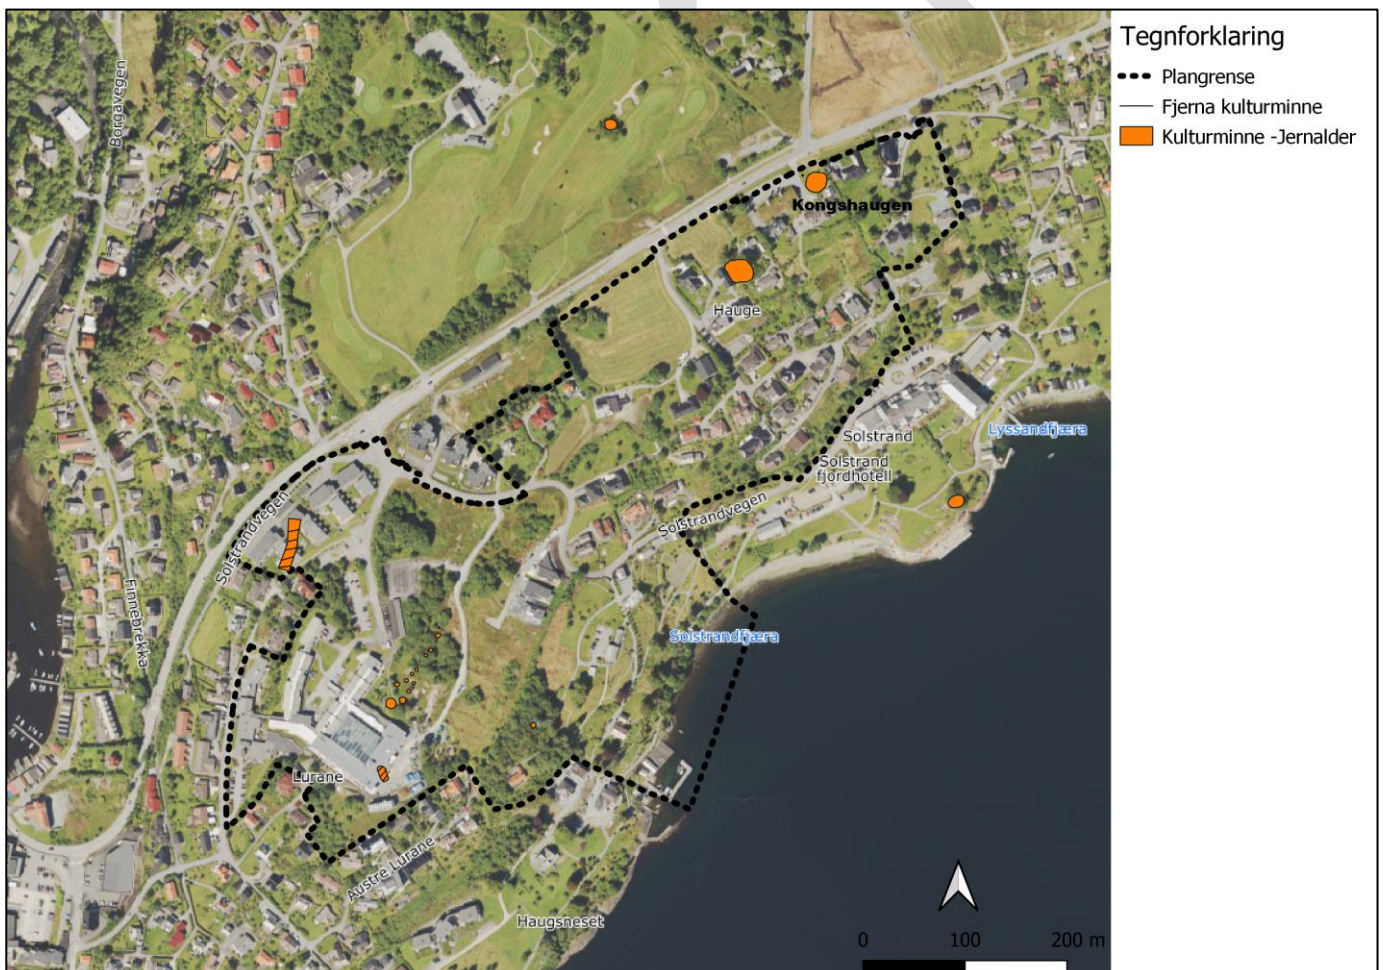 Tegnforklaring
Plangrense
Fjerna kulturminne
Kulturminne -Jernalder
Borgavegen
Kongshaugen
Hauge
Lyssandfjæra
Solstrand
Solstrand
fjordhotell
Solstrandvegen
Solstrandvegen
Finnebrekka
Solstrandfjæra
Lurane
Austre Lurane
Haugsneset
0 100 200 m